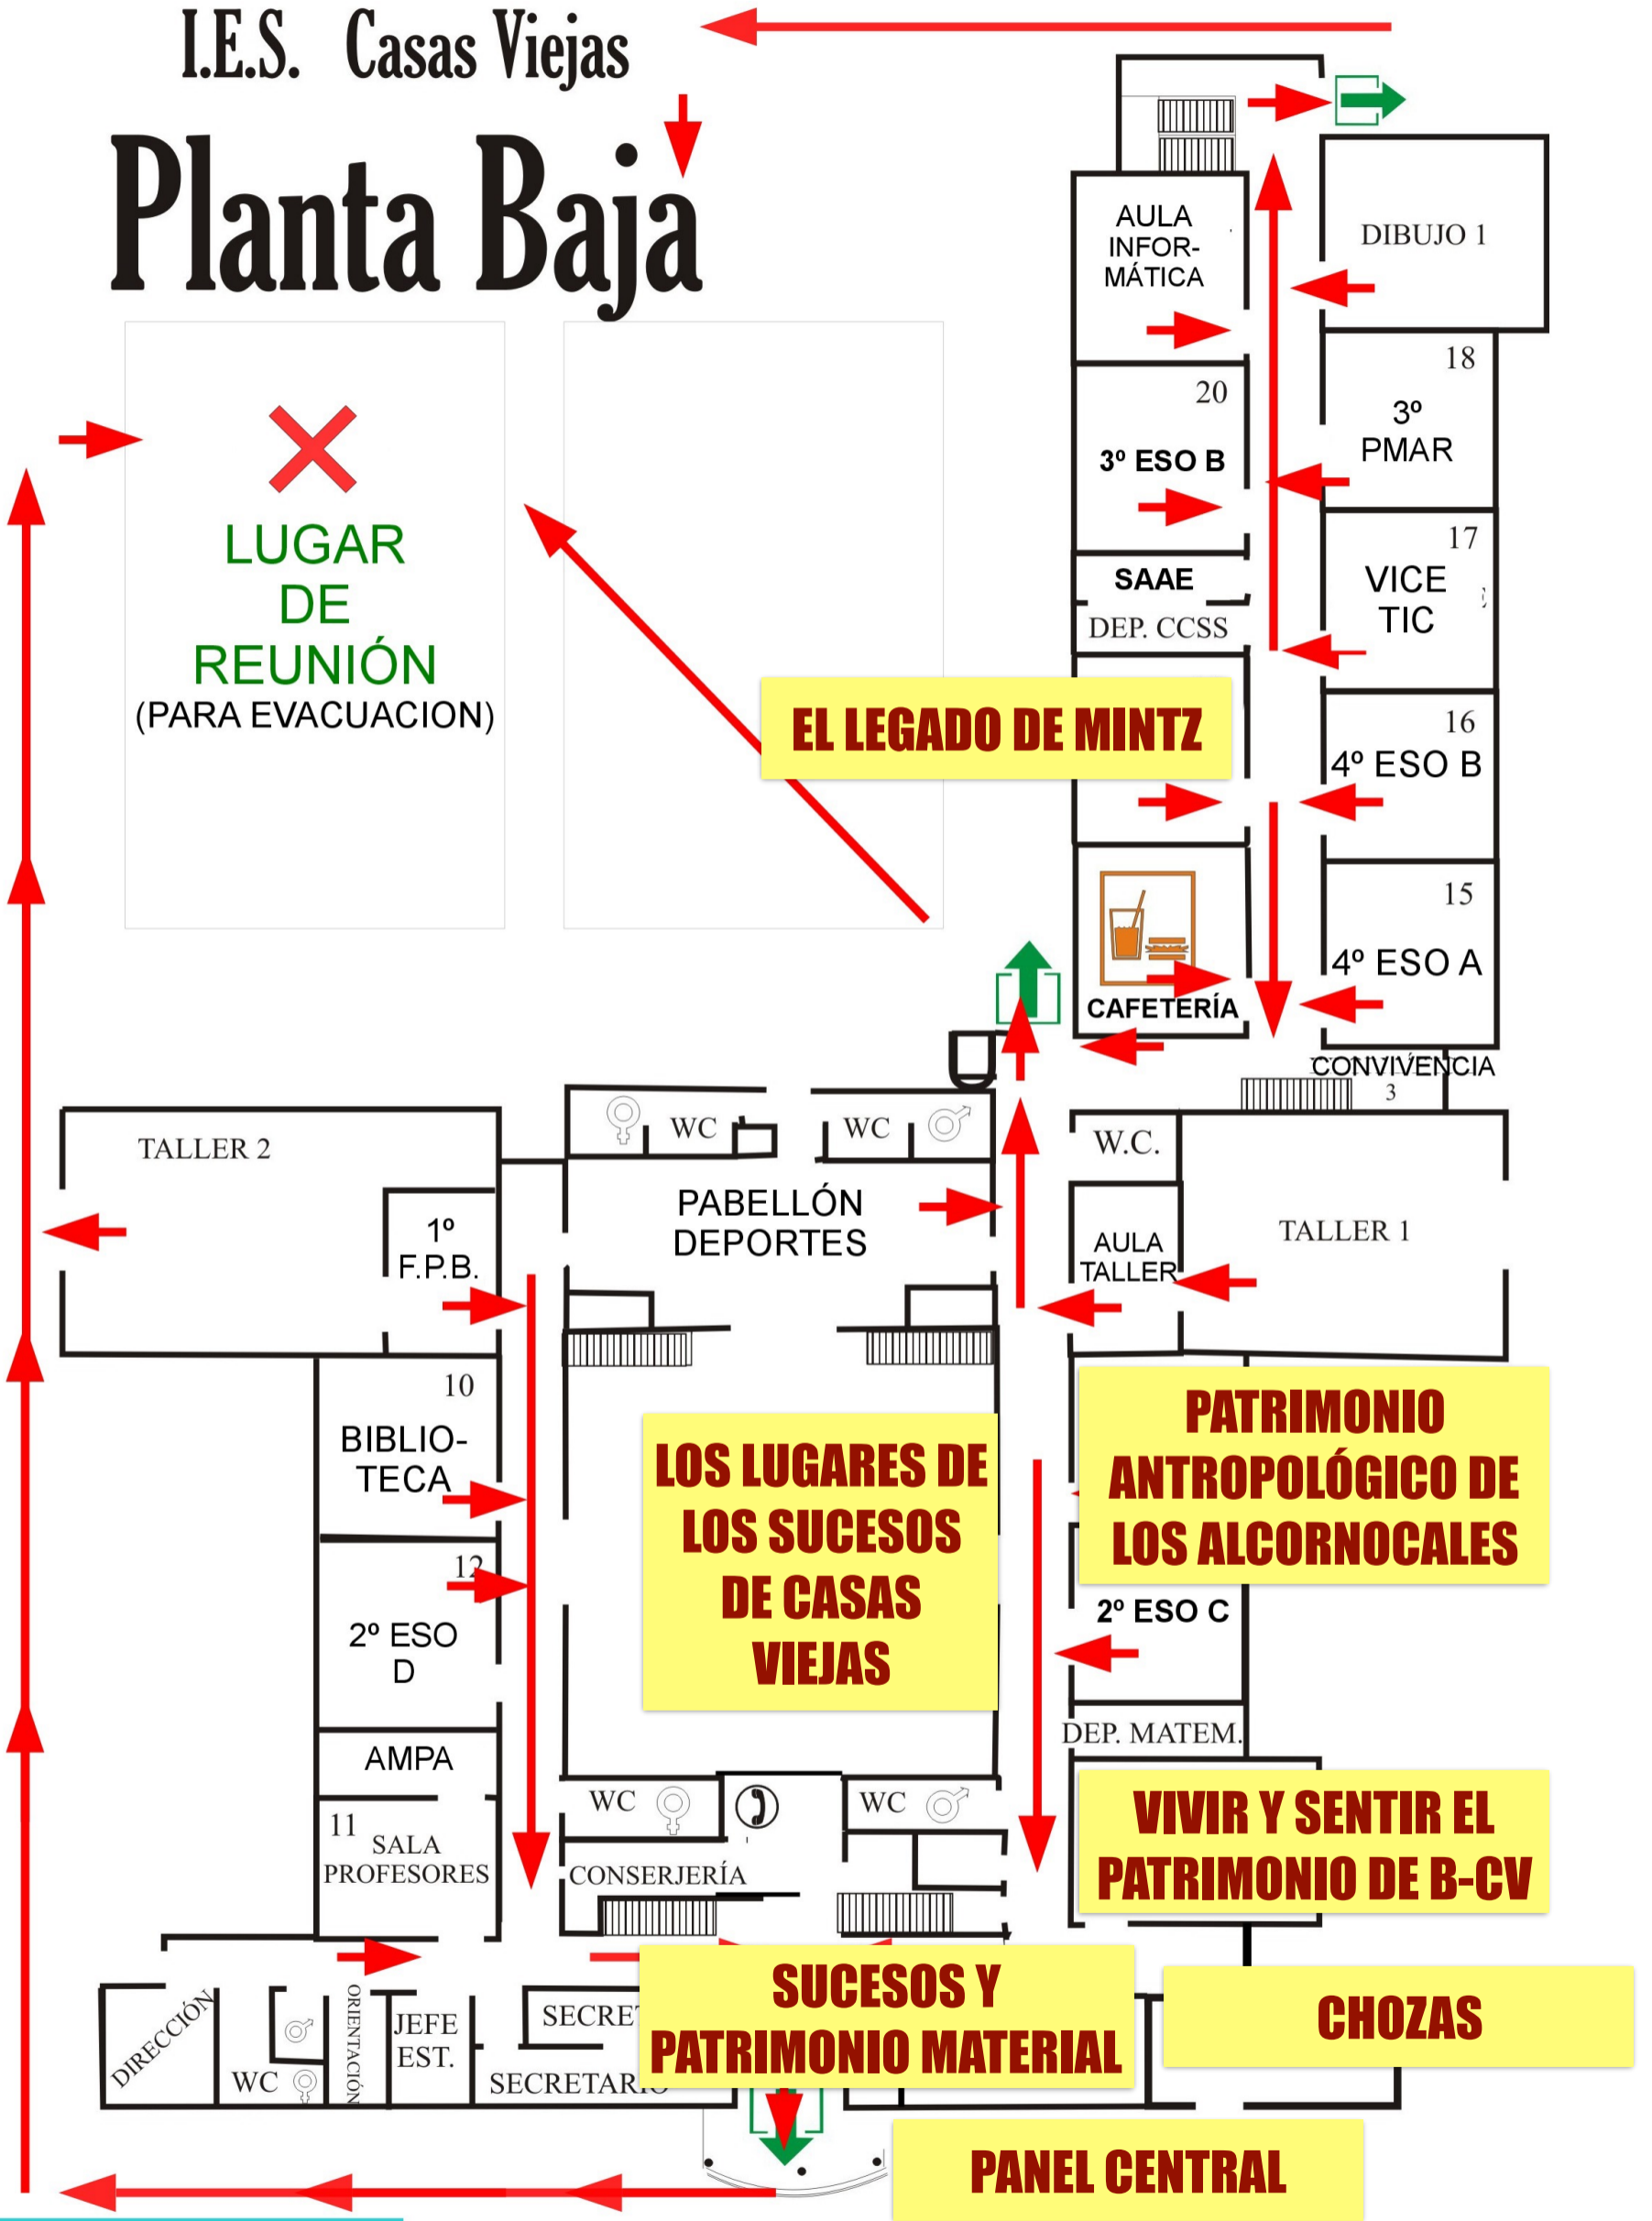 I.E.S. Casas Viejas
Planta Baja
LUGAR
DE
REUNIÓN
(PARA EVACUACION)
AULA
INFOR-
MÁTICA
DIBUJO 1
18
3º
PMAR
20
3º ESO B
17
VICE
TIC
SAAE
DEP. CCSS
EL LEGADO DE MINTZ
16
4º ESO B
15
4º ESO A
CAFETERÍA
CONVIVENCIA
3
TALLER 2
1º
F.P.B.
WC
WC
PABELLÓN
DEPORTES
W.C.
AULA
TALLER
TALLER 1
10
BIBLIO-
TECA
LOS LUGARES DE
LOS SUCESOS
DE CASAS
VIEJAS
PATRIMONIO
ANTROPOLÓGICO DE
LOS ALCORNOCALES
12
2º ESO
D
2º ESO C
AMPA
DEP. MATEM.
11
SALA
PROFESORES
WC
WC
CONSERJERÍA
VIVIR Y SENTIR EL
PATRIMONIO DE B-CV
DIRECCIÓN
WC
ORIENTACIÓN
JEFE
EST.
SECRET
SECRETARIO
SUCESOS Y
PATRIMONIO MATERIAL
CHOZAS
PANEL CENTRAL